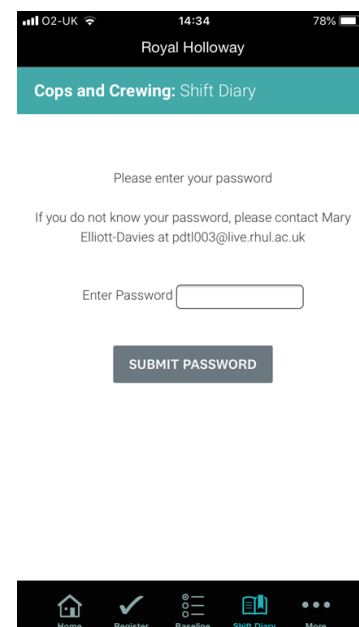 O2-UK 14:34 78%
Royal Holloway
Cops and Crewing: Shift Diary
Please enter your password
If you do not know your password, please contact Mary
Elliott-Davies at pdtl003@live.rhul.ac.uk
Enter Password
SUBMIT PASSWORD
Home Register Baseline Shift Diary More